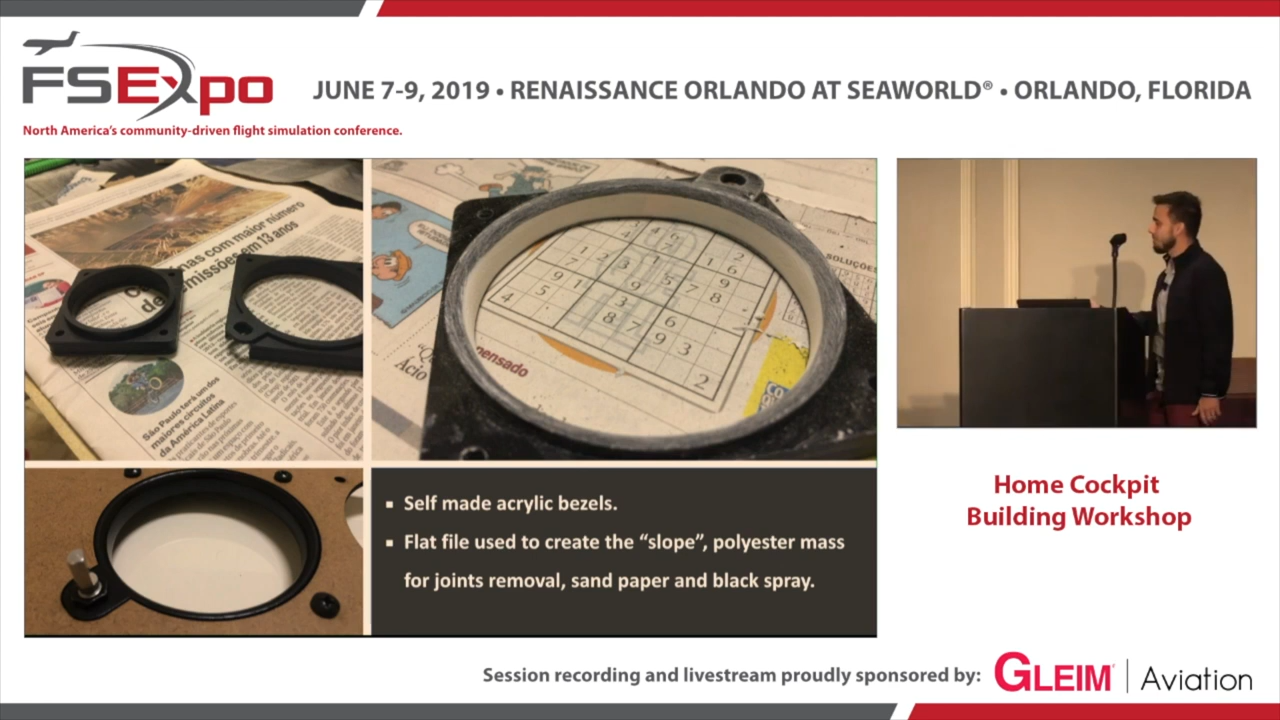 FSExpo
JUNE 7-9, 2019 • RENAISSANCE ORLANDO AT SEAWORLD® • ORLANDO, FLORIDA
North America's community-driven flight simulation conference.
com maior número
em 13 anos
São Paulo terá um dos
maiores circuitos
da América Latina
SOLUÇÕES
pensado
Ácio
▪ Self made acrylic bezels.
▪ Flat file used to create the “slope”, polyester mass
for joints removal, sand paper and black spray.
Home Cockpit
Building Workshop
Session recording and livestream proudly sponsored by:
GLEIM | Aviation